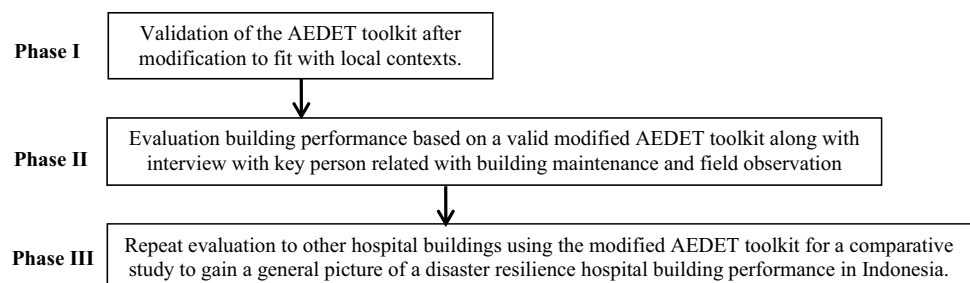 Phase I
Validation of the AEDET toolkit after
modification to fit with local contexts.
Phase II
Evaluation building performance based on a valid modified AEDET toolkit along with
interview with key person related with building maintenance and field observation
Phase III
Repeat evaluation to other hospital buildings using the modified AEDET toolkit for a comparative
study to gain a general picture of a disaster resilience hospital building performance in Indonesia.